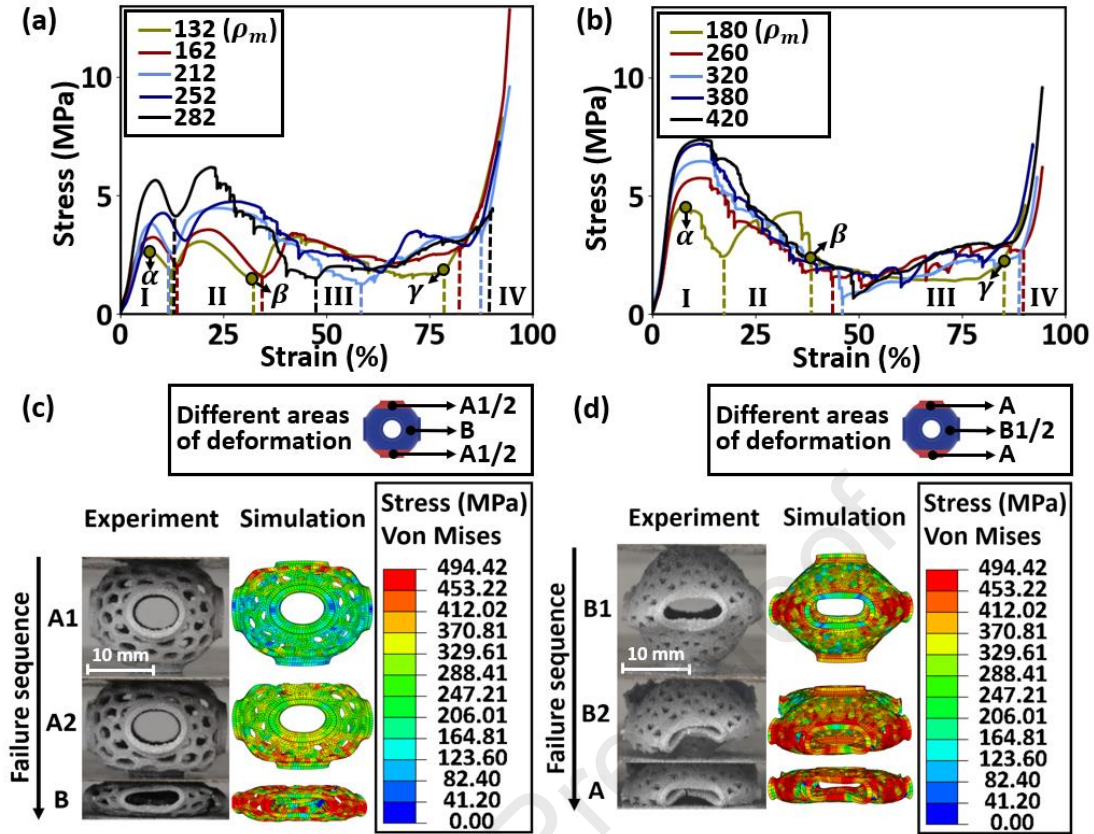 (a)
132 (ρm)
162
212
252
282
Stress (MPa)
10
5
0
α
I
II
β
III
γ
IV
0
25
50
75
100
Strain (%)
(b)
180 (ρm)
260
320
380
420
Stress (MPa)
10
5
0
α
I
II
β
III
γ
IV
0
25
50
75
100
Strain (%)
(c)
Different areas
of deformation
A1/2
B
A1/2
Experiment
Simulation
Stress (MPa)
Von Mises
494.42
453.22
412.02
370.81
329.61
288.41
247.21
206.01
164.81
123.60
82.40
41.20
0.00
Failure sequence
A1
10 mm
A2
B
(d)
Different areas
of deformation
A
B1/2
A
Experiment
Simulation
Stress (MPa)
Von Mises
494.42
453.22
412.02
370.81
329.61
288.41
247.21
206.01
164.81
123.60
82.40
41.20
0.00
Failure sequence
B1
10 mm
B2
A